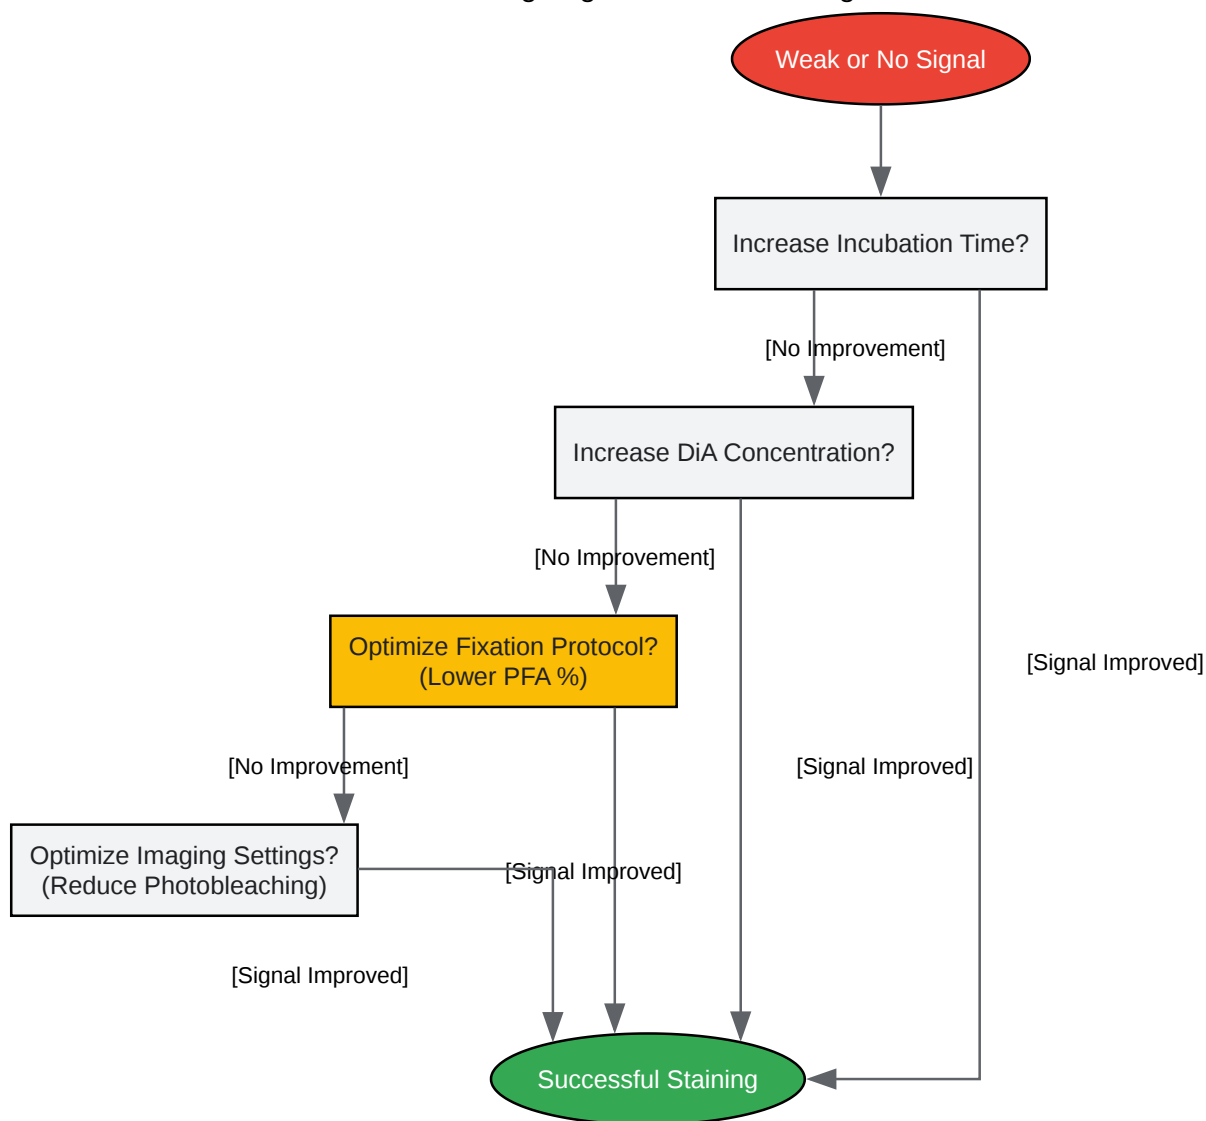 Weak or No Signal
Increase Incubation Time?
[No Improvement]
Increase DiA Concentration?
[No Improvement]
Optimize Fixation Protocol?
(Lower PFA %)
[Signal Improved]
[No Improvement]
[Signal Improved]
Optimize Imaging Settings?
(Reduce Photobleaching)
[Signal Improved]
[Signal Improved]
Successful Staining